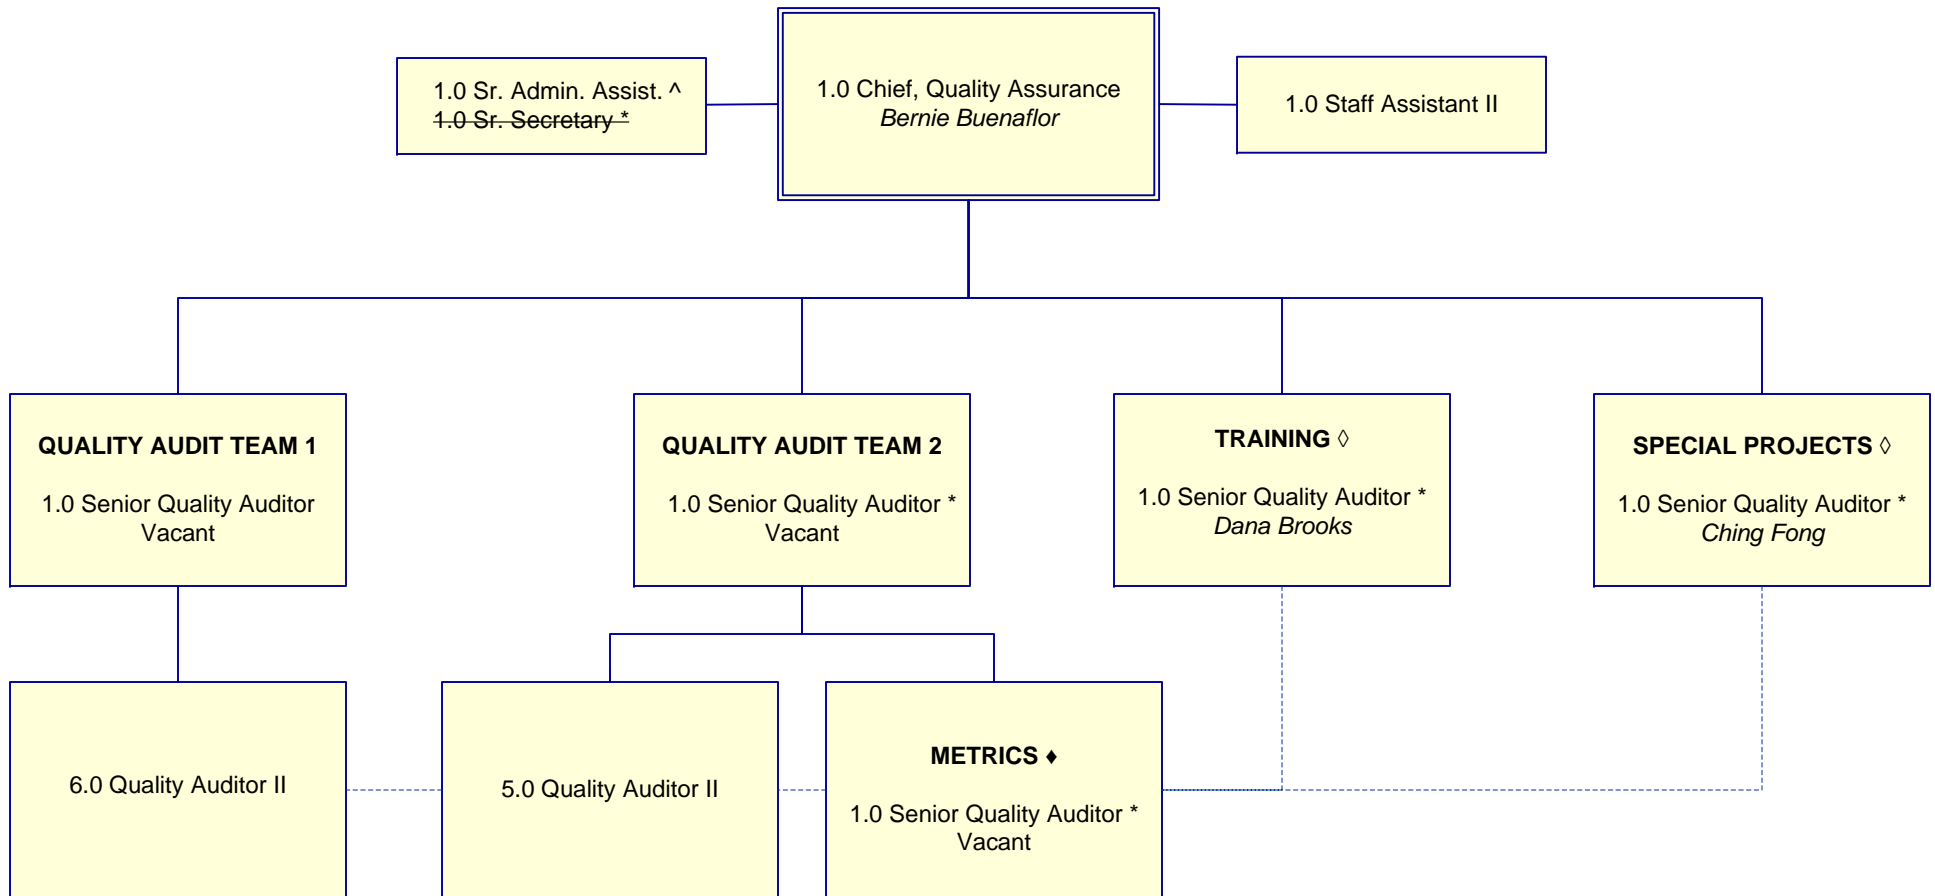 1.0 Sr. Admin. Assist. ^
1.0 Sr. Secretary *
1.0 Chief, Quality Assurance
Bernie Buenaflor
1.0 Staff Assistant II
QUALITY AUDIT TEAM 1
1.0 Senior Quality Auditor
Vacant
QUALITY AUDIT TEAM 2
1.0 Senior Quality Auditor *
Vacant
TRAINING ◊
1.0 Senior Quality Auditor *
Dana Brooks
SPECIAL PROJECTS ◊
1.0 Senior Quality Auditor *
Ching Fong
6.0 Quality Auditor II
5.0 Quality Auditor II
METRICS ♦
1.0 Senior Quality Auditor *
Vacant